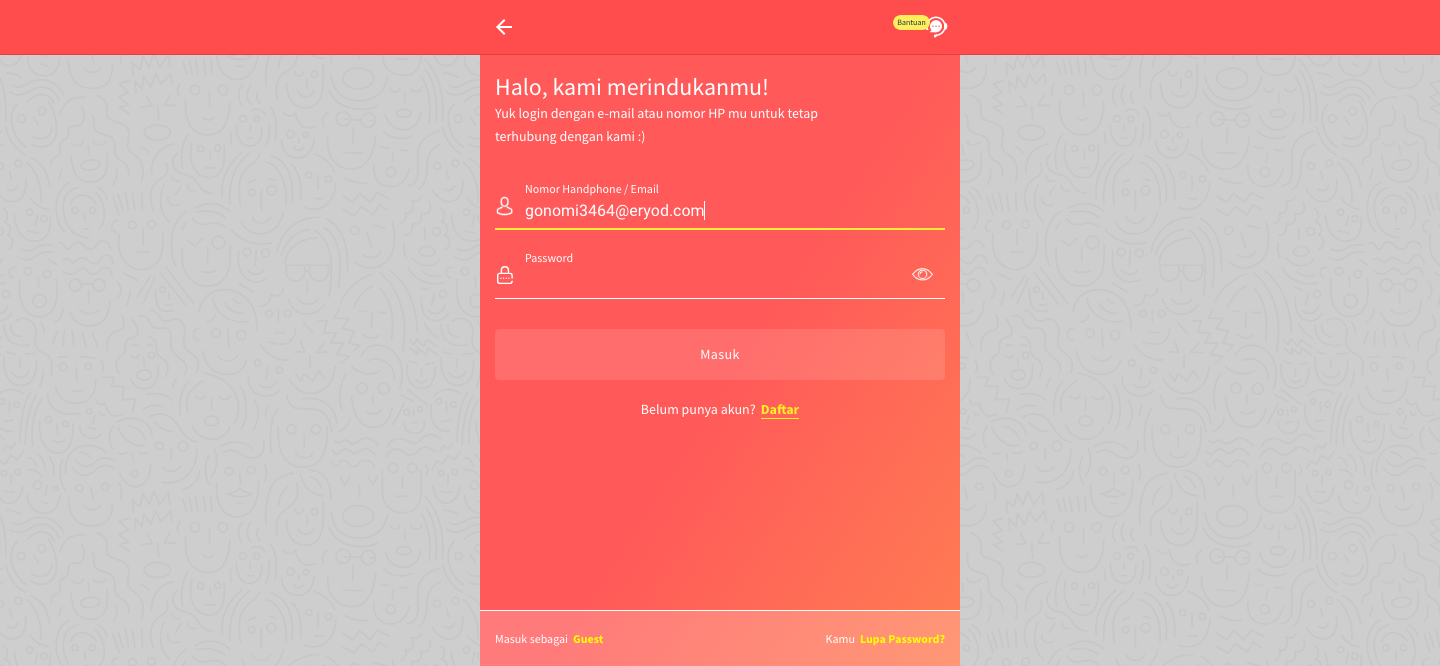 Bantuan
Halo, kami merindukanmu!
Yuk login dengan e-mail atau nomor HP mu untuk tetap
terhubung dengan kami :)
Nomor Handphone / Email
gonomi3464@eryod.com
Password
Masuk
Belum punya akun? Daftar
Masuk sebagai Guest
Kamu Lupa Password?